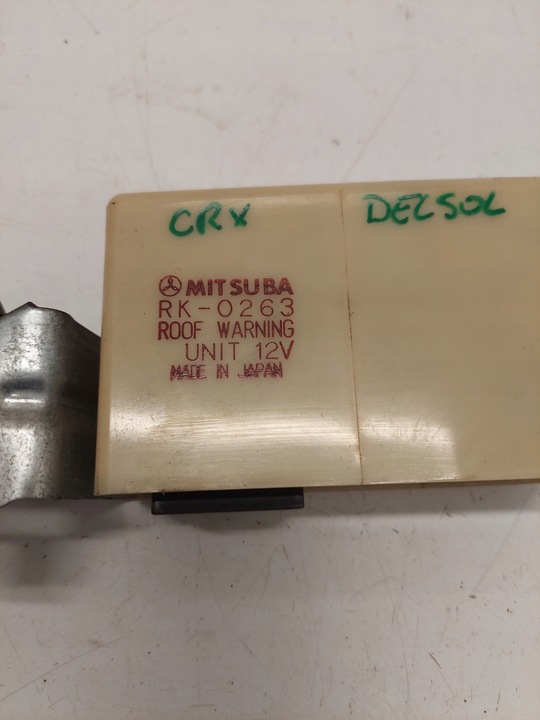 CRX DELSOL
MITSUBA
RK-0263
ROOF WARNING
UNIT 12V
MADE IN JAPAN